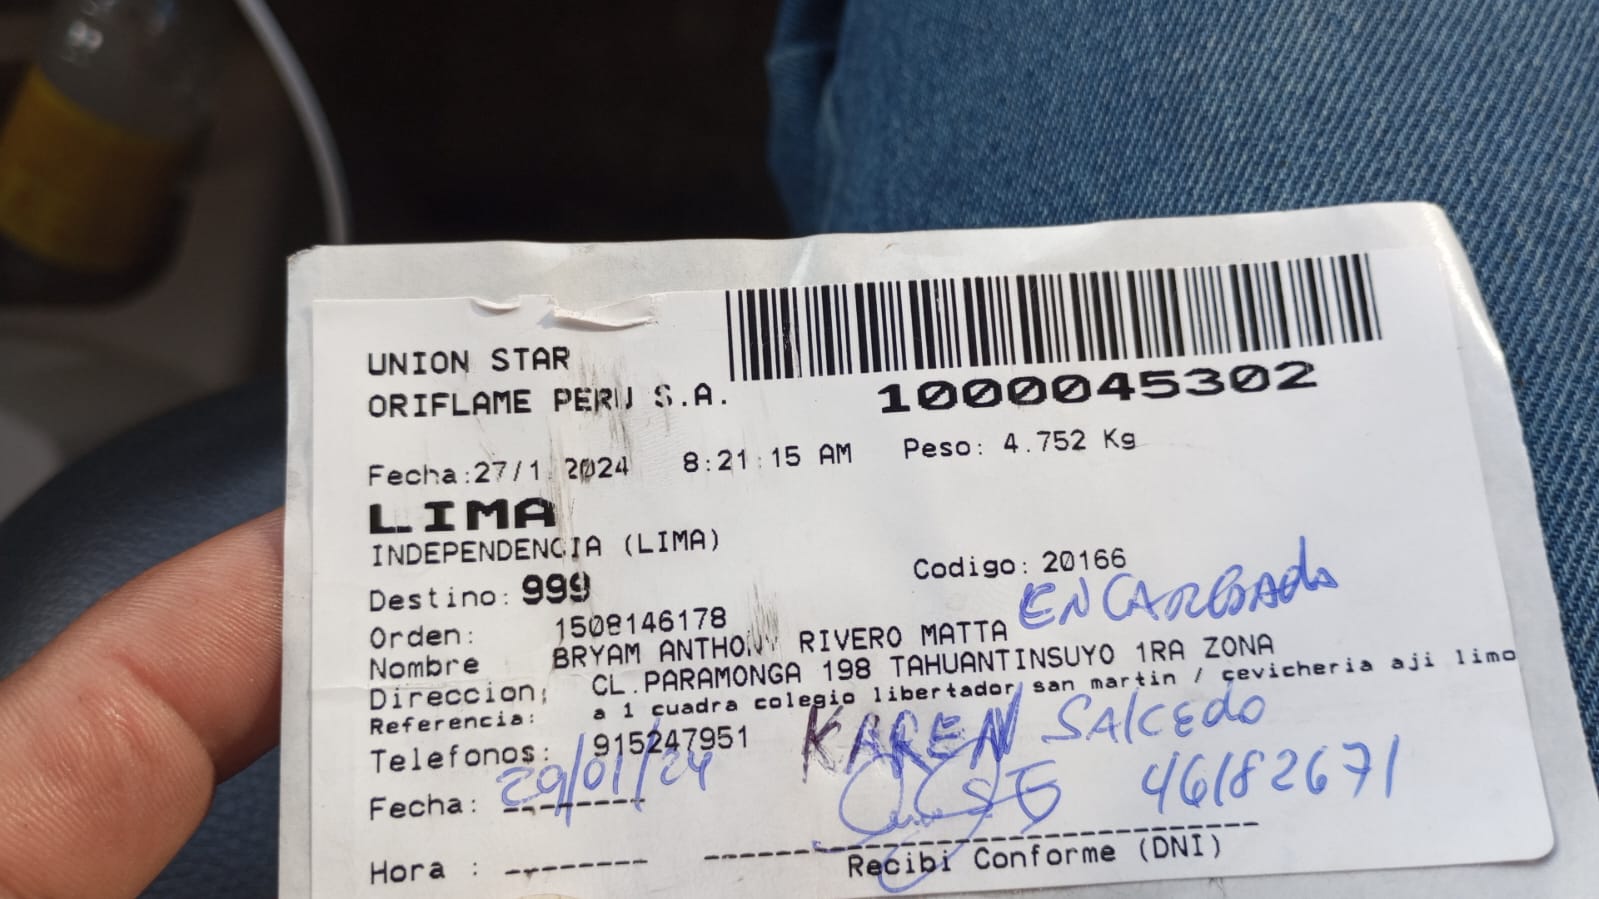 UNION STAR
ORIFLAME PERU S.A.
1000045302
Fecha:27/1 2024 8:21:15 AM Peso: 4.752 Kg
LIMA
INDEPENDENCIA (LIMA)
Destino: 999 Codigo: 20166
Orden: 1508146178 ENCARGADA
Nombre BRYAM ANTHONY RIVERO MATTA
Direccion: CL.PARAMONGA 198 TAHUANTINSUYO 1RA ZONA
Referencia: a 1 cuadra colegio libertador san martin / cevicheria aji limo
Telefonos: 915247951 KAREN SALCEDO
Fecha: 29/01/24 46182671
Hora :
Recibi Conforme (DNI)